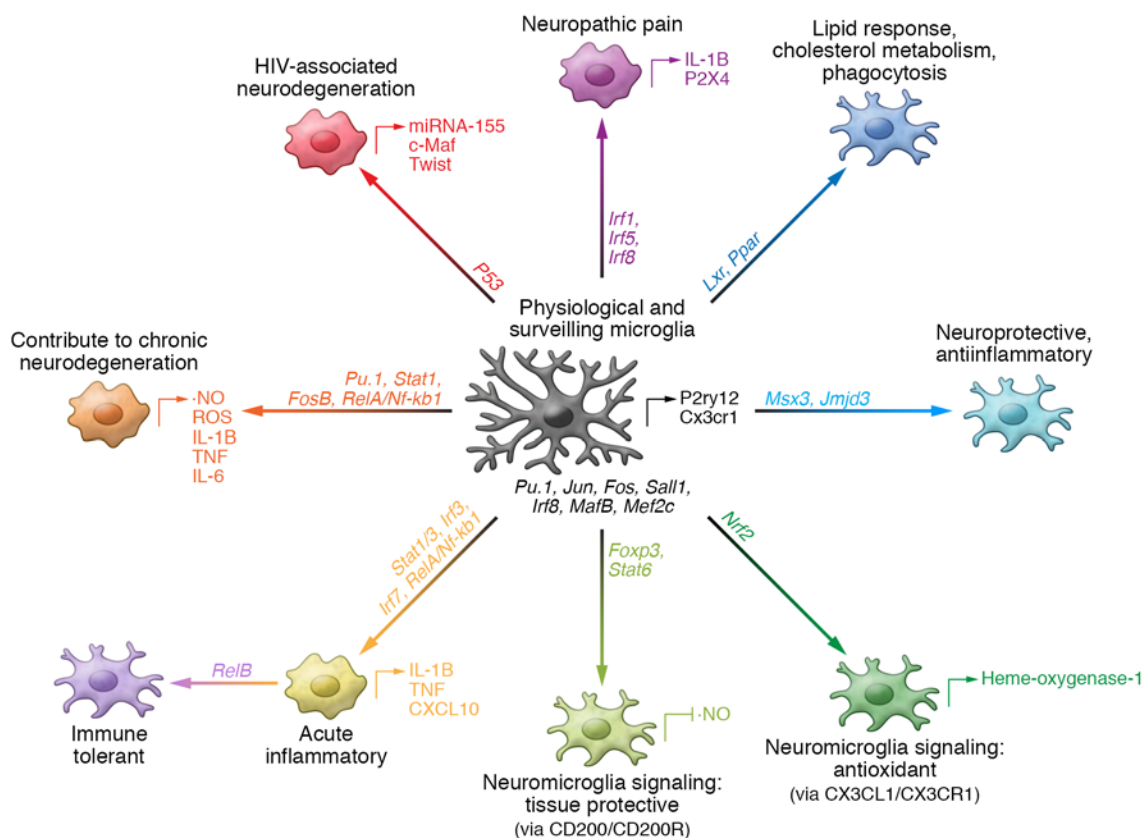 Neuropathic pain
IL-1B
P2X4
Lipid response,
cholesterol metabolism,
phagocytosis
HIV-associated
neurodegeneration
miRNA-155
c-Maf
Twist
Irf1,
Irf5,
Irf8
P53
Lxr, Ppar
Physiological and
surveilling microglia
P2ry12
Cx3cr1
Pu.1, Jun, Fos, Sall1,
Irf8, MafB, Mef2c
Contribute to chronic
neurodegeneration
·NO
ROS
IL-1B
TNF
IL-6
Pu.1, Stat1,
FosB, RelA/Nf-kb1
Neuroprotective,
antiinflammatory
Msx3, Jmjd3
Stat1/3, Irf3,
Irf7, RelA/Nf-kb1
Foxp3,
Stat6
Nrf2
RelB
Immune
tolerant
IL-1B
TNF
CXCL10
Acute
inflammatory
·NO
Neuromicroglia signaling:
tissue protective
(via CD200/CD200R)
Heme-oxygenase-1
Neuromicroglia signaling:
antioxidant
(via CX3CL1/CX3CR1)